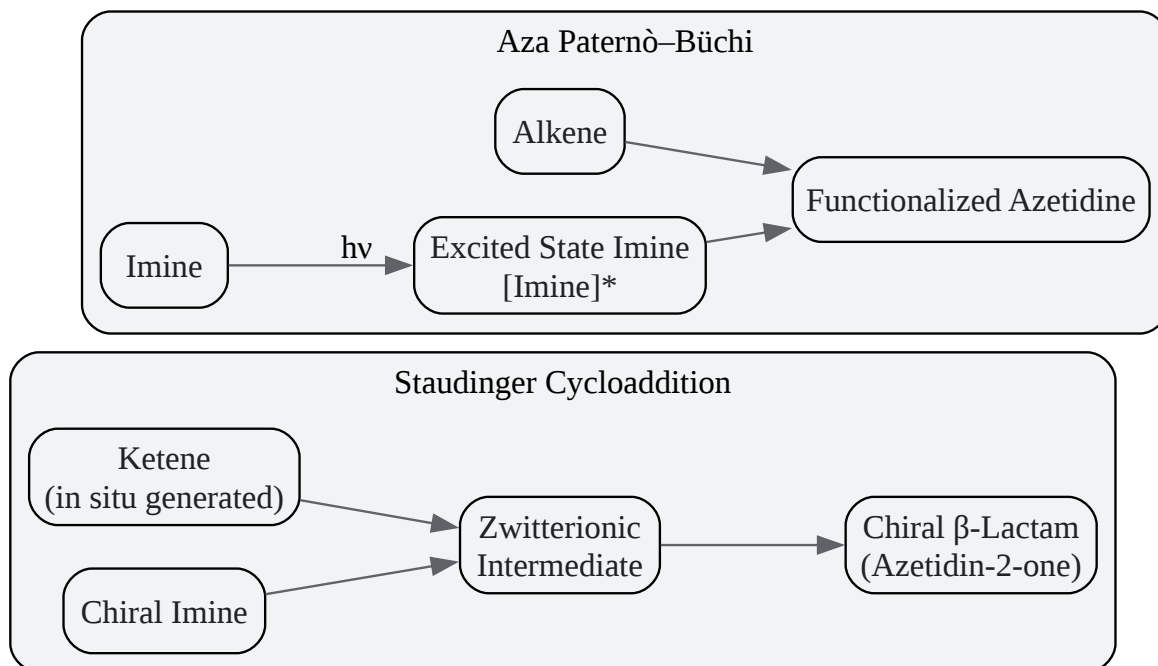 Aza Paternò–Büchi
Alkene
Functionalized Azetidine
Imine
hν
Excited State Imine
[Imine]*
Staudinger Cycloaddition
Ketene
(in situ generated)
Chiral Imine
Zwitterionic
Intermediate
Chiral β-Lactam
(Azetidin-2-one)